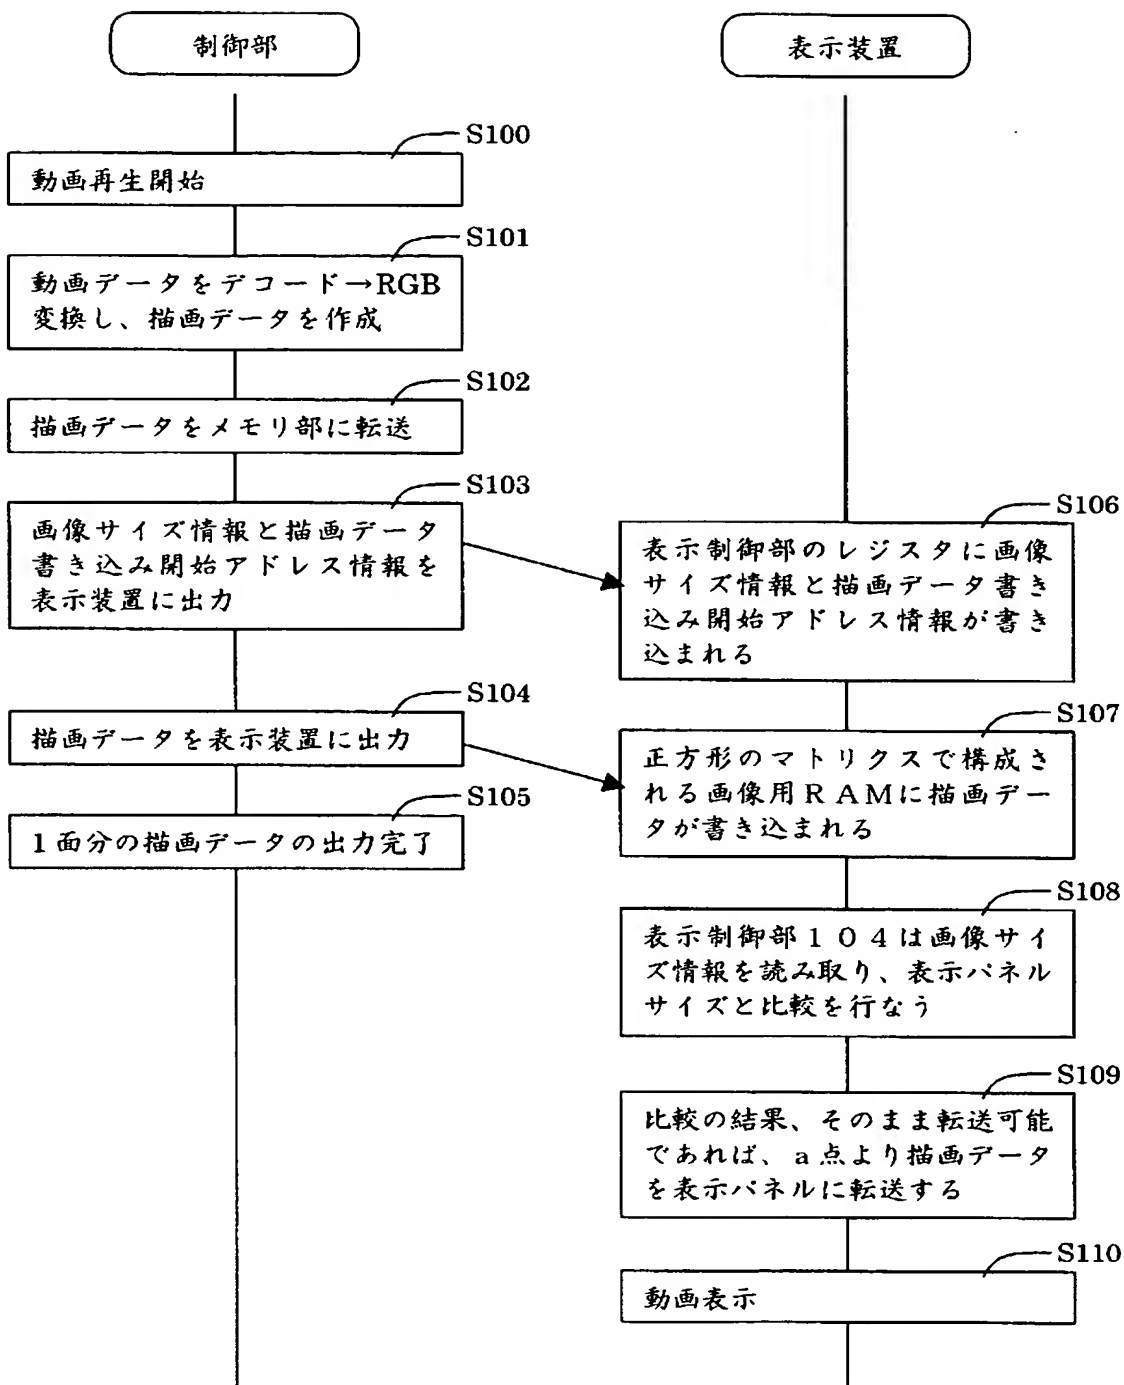 制御部
S100
動画再生開始
S101
動画データをデコード→RGB
変換し、描画データを作成
S102
描画データをメモリ部に転送
S103
画像サイズ情報と描画データ
書き込み開始アドレス情報を
表示装置に出力
S104
描画データを表示装置に出力
S105
1面分の描画データの出力完了
表示装置
S106
表示制御部のレジスタに画像
サイズ情報と描画データ書き
込み開始アドレス情報が書き
込まれる
S107
正方形のマトリクスで構成さ
れる画像用RAMに描画デー
タが書き込まれる
S108
表示制御部104は画像サイ
ズ情報を読み取り、表示パネル
サイズと比較を行なう
S109
比較の結果、そのまま転送可能
であれば、a点より描画データ
を表示パネルに転送する
S110
動画表示